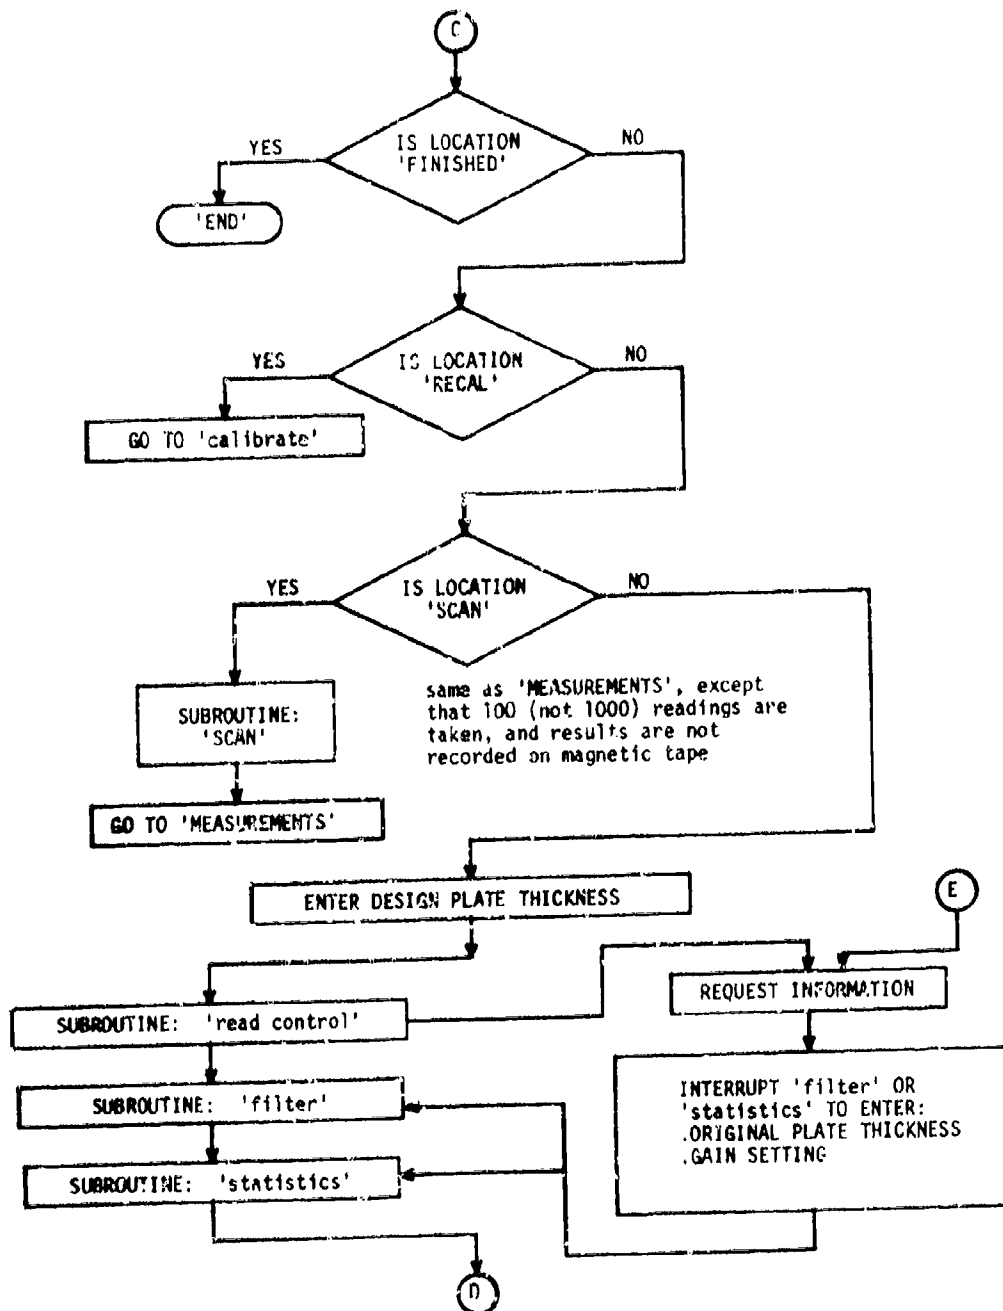 C
IS LOCATION
'FINISHED'
YES
NO
'END'
IS LOCATION
'RECAL'
YES
NO
GO TO 'calibrate'
IS LOCATION
'SCAN'
YES
NO
SUBROUTINE:
'SCAN'
same as 'MEASUREMENTS', except
that 100 (not 1000) readings are
taken, and results are not
recorded on magnetic tape
GO TO 'MEASUREMENTS'
ENTER DESIGN PLATE THICKNESS
E
REQUEST INFORMATION
SUBROUTINE: 'read control'
INTERRUPT 'filter' OR
'statistics' TO ENTER:
.ORIGINAL PLATE THICKNESS
.GAIN SETTING
SUBROUTINE: 'filter'
SUBROUTINE: 'statistics'
D